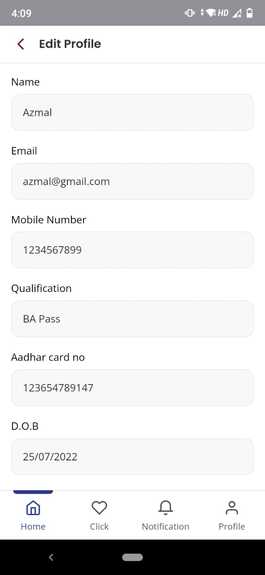 4:09
HD
Edit Profile
Name
Azmal
Email
azmal@gmail.com
Mobile Number
1234567899
Qualification
BA Pass
Aadhar card no
123654789147
D.O.B
25/07/2022
Home Click Notification Profile